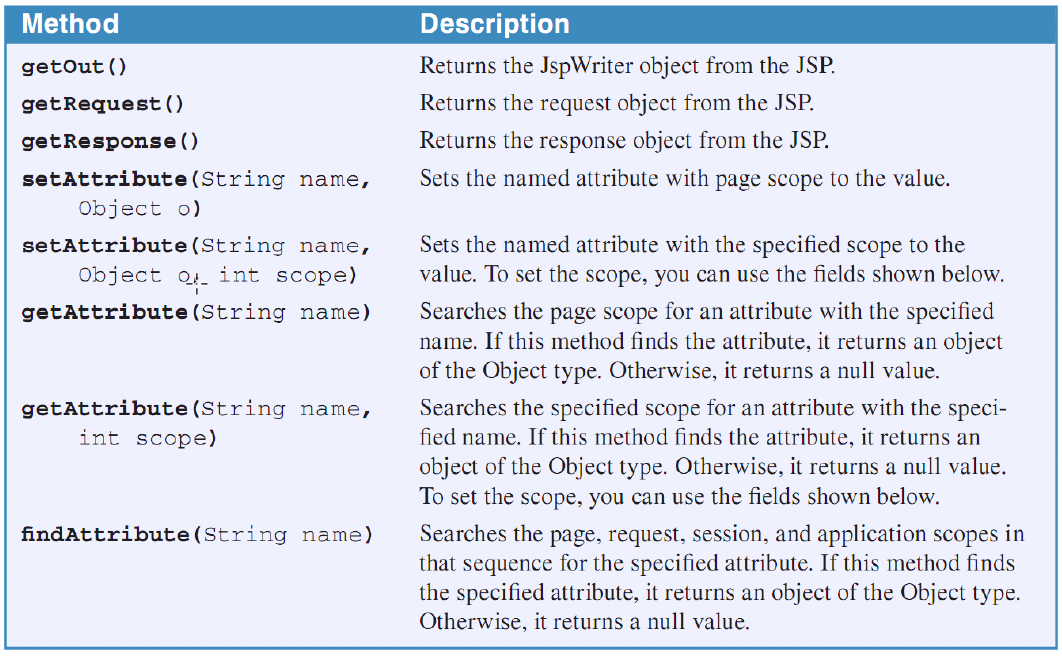 Method Description
getOut() Returns the JspWriter object from the JSP.
getRequest() Returns the request object from the JSP.
getResponse() Returns the response object from the JSP.
setAttribute(String name, Sets the named attribute with page scope to the value.
Object o)
setAttribute(String name, Sets the named attribute with the specified scope to the
Object o, int scope) value. To set the scope, you can use the fields shown below.
getAttribute(String name) Searches the page scope for an attribute with the specified
name. If this method finds the attribute, it returns an object
of the Object type. Otherwise, it returns a null value.
getAttribute(String name, Searches the specified scope for an attribute with the speci-
int scope) fied name. If this method finds the attribute, it returns an
object of the Object type. Otherwise, it returns a null value.
To set the scope, you can use the fields shown below.
findAttribute(String name) Searches the page, request, session, and application scopes in
that sequence for the specified attribute. If this method finds
the specified attribute, it returns an object of the Object type.
Otherwise, it returns a null value.